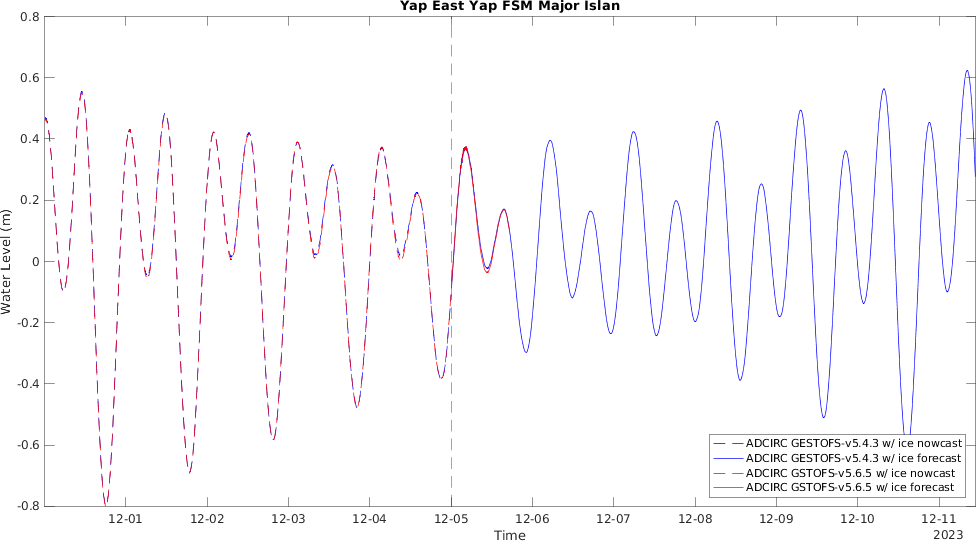 Yap East Yap FSM Major Islan
Water Level (m)
0.8
0.6
0.4
0.2
0
-0.2
-0.4
-0.6
-0.8
ADCIRC GESTOFS-v5.4.3 w/ ice nowcast
ADCIRC GESTOFS-v5.4.3 w/ ice forecast
ADCIRC GSTOFS-v5.6.5 w/ ice nowcast
ADCIRC GSTOFS-v5.6.5 w/ ice forecast
12-01 12-02 12-03 12-04 12-05 12-06 12-07 12-08 12-09 12-10 12-11
Time
2023